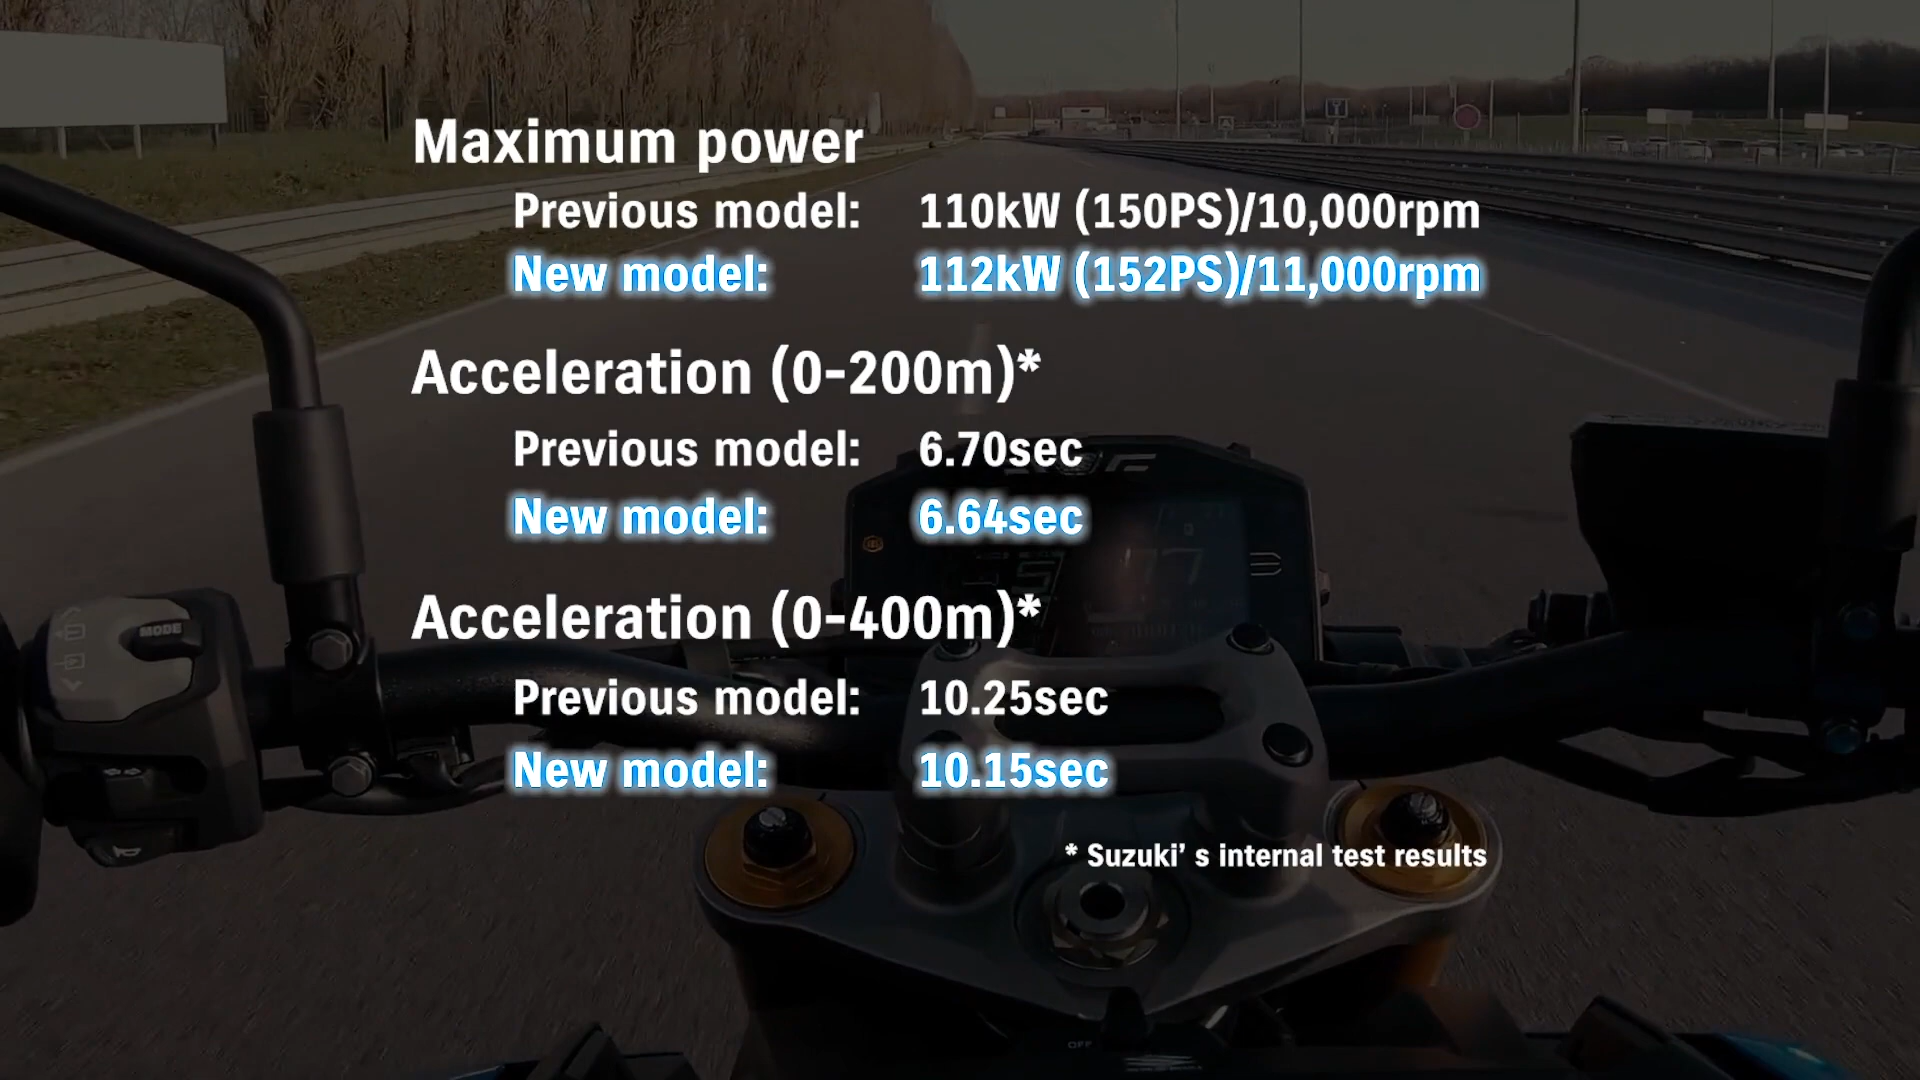 Maximum power
Previous model: 110kW (150PS)/10,000rpm
New model: 112kW (152PS)/11,000rpm
Acceleration (0-200m)*
Previous model: 6.70sec
New model: 6.64sec
Acceleration (0-400m)*
MODE
Previous model: 10.25sec
New model: 10.15sec
* Suzuki' s internal test results
OFF